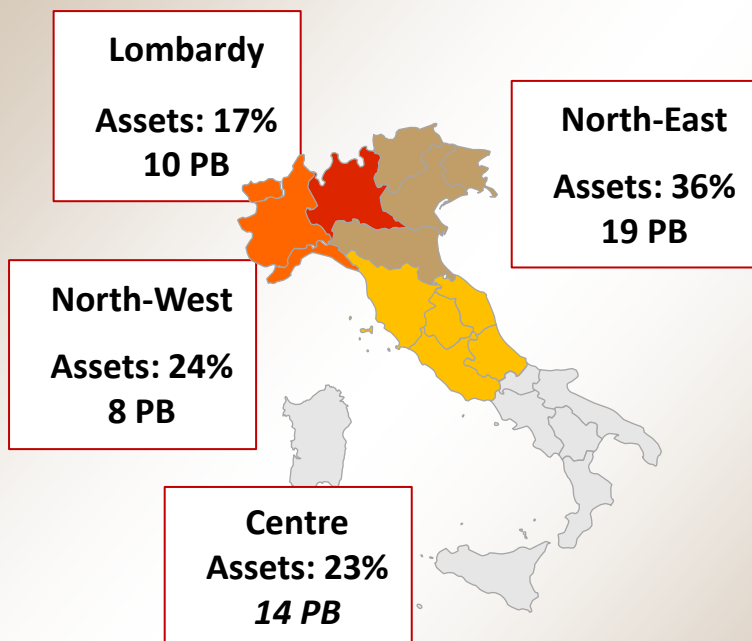 Lombardy
Assets: 17%
10 PB
North-East
Assets: 36%
19 PB
North-West
Assets: 24%
8 PB
Centre
Assets: 23%
14 PB